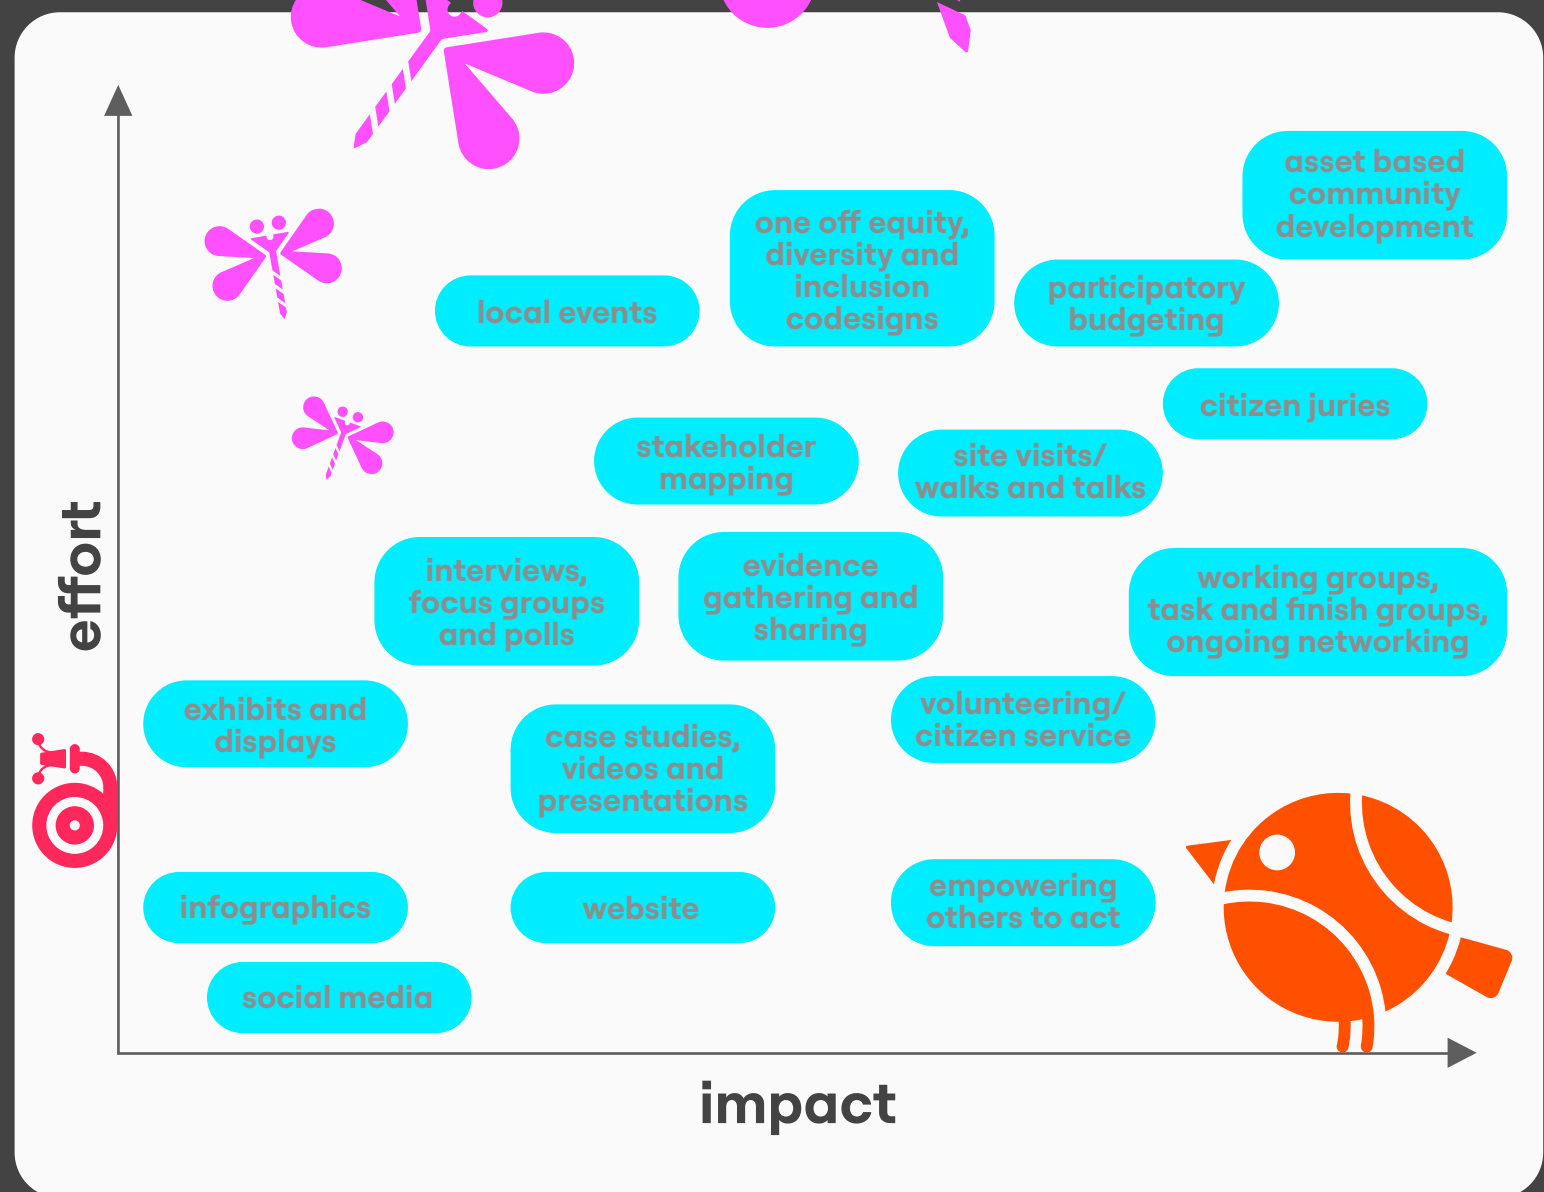 asset based
community
development
one off equity,
diversity and
inclusion
codesigns
participatory
budgeting
local events
citizen juries
stakeholder
mapping
site visits/
walks and talks
interviews,
focus groups
and polls
evidence
gathering and
sharing
working groups,
task and finish groups,
ongoing networking
effort
exhibits and
displays
case studies,
videos and
presentations
volunteering/
citizen service
infographics
website
empowering
others to act
social media
impact